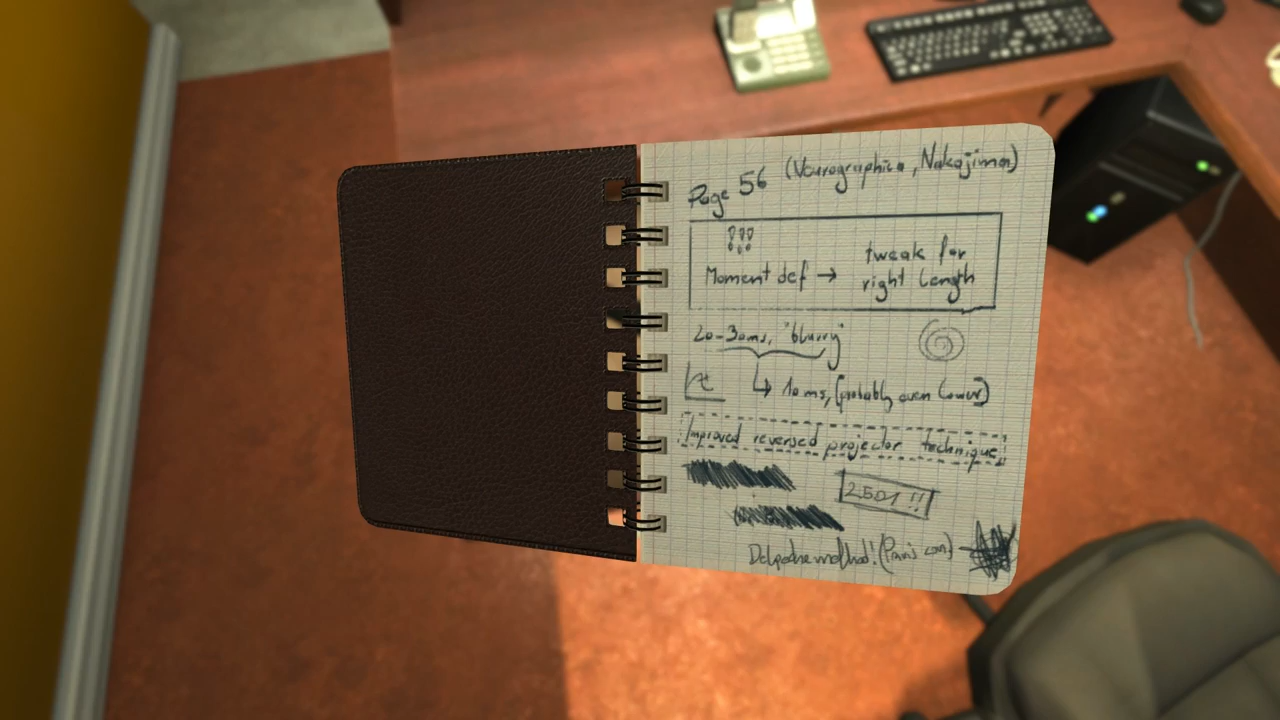 Page 56 (Neurographica, Nakajima)
!!!
Moment def → tweak for
right length
20-30ms, "blurry"
↳ 10 ms, (probably even lower)
Improved reversed projector technique
2501!!
method! (Paris con)